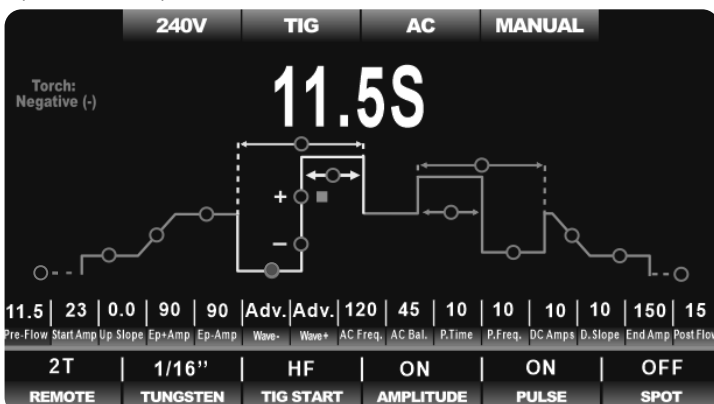 240V TIG AC MANUAL
Torch:
Negative (-)
11.5S
+
−
11.5 23 0.0 90 90 Adv. Adv. 120 45 10 10 10 10 150 15
Pre-Flow Start Amp Up Slope Ep+Amp Ep-Amp Wave- Wave+ AC Freq. AC Bal. P.Time P.Freq. DC Amps D.Slope End Amp Post Flow
2T 1/16’’ HF ON ON OFF
REMOTE TUNGSTEN TIG START AMPLITUDE PULSE SPOT